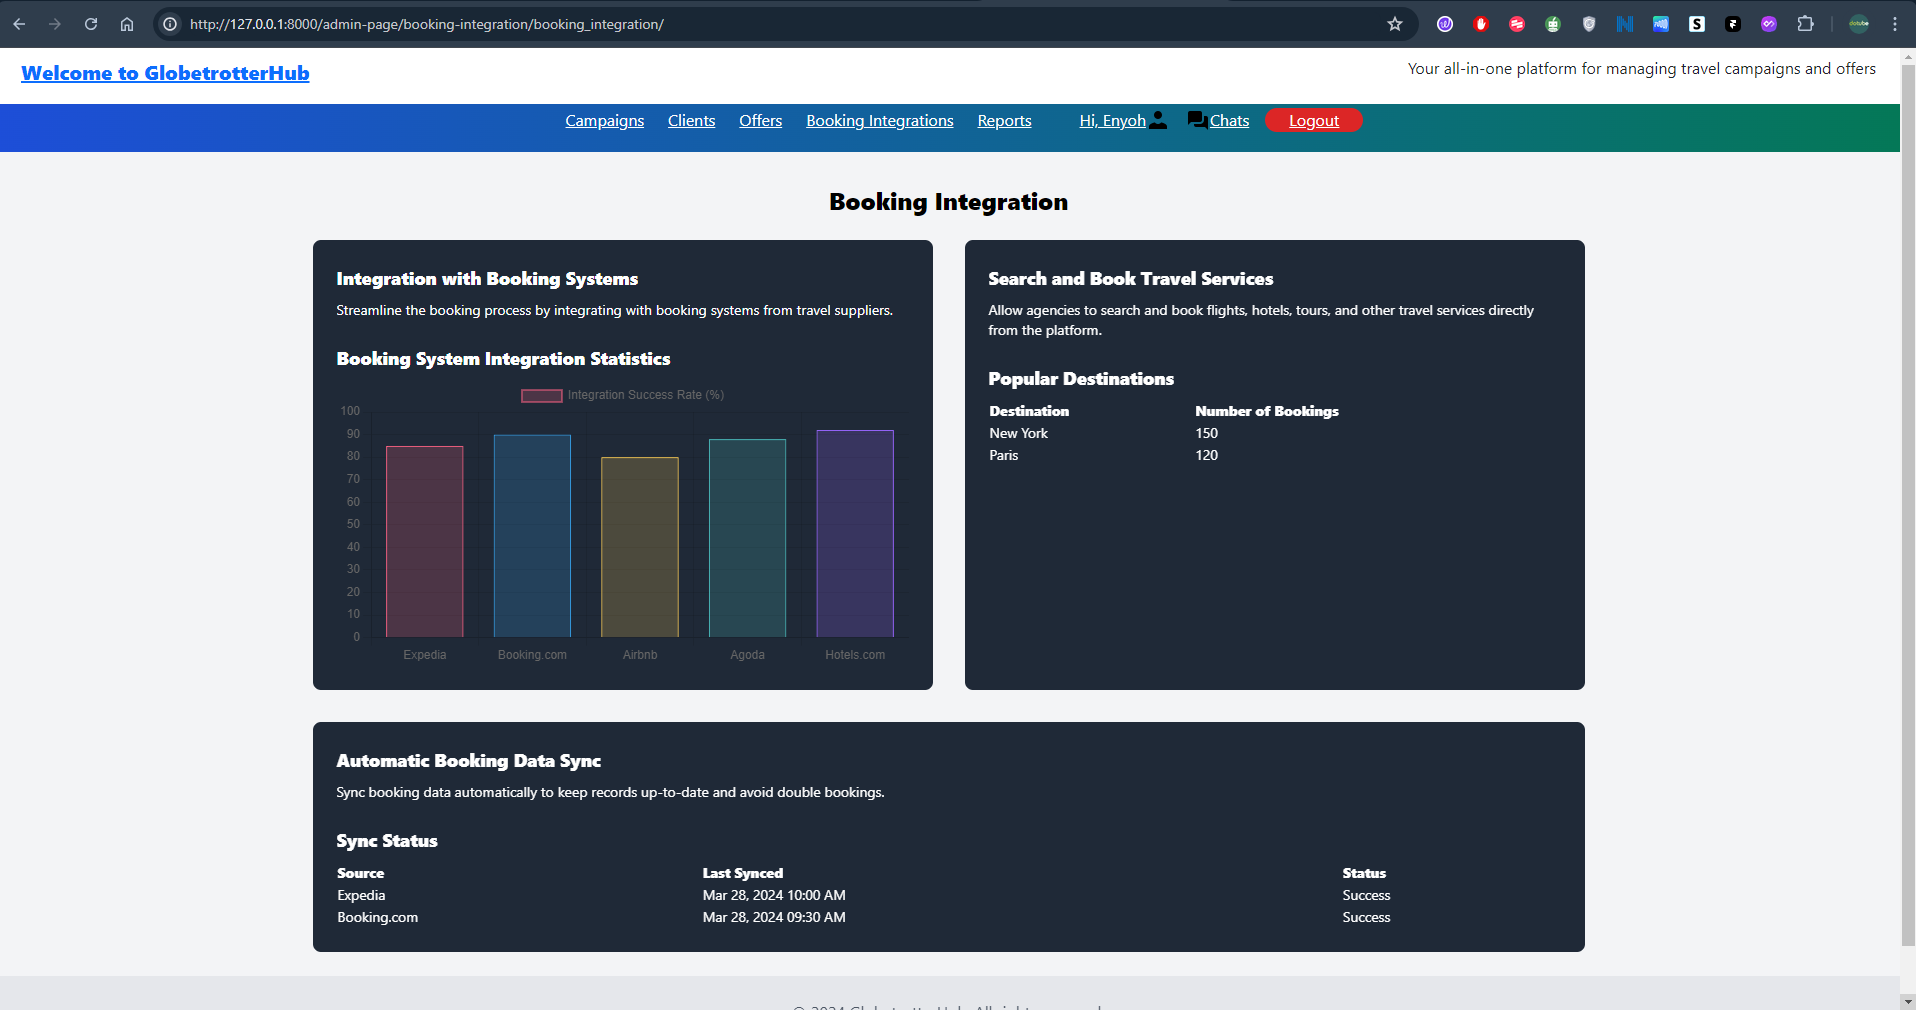 http://127.0.0.1:8000/admin-page/booking-integration/booking_integration/
Welcome to GlobetrotterHub
Your all-in-one platform for managing travel campaigns and offers
Campaigns Clients Offers Booking Integrations Reports Hi, Enyoh Chats Logout
Booking Integration
Integration with Booking Systems
Streamline the booking process by integrating with booking systems from travel suppliers.
Booking System Integration Statistics
Integration Success Rate (%)
100
90
80
70
60
50
40
30
20
10
0
Expedia Booking.com Airbnb Agoda Hotels.com
Search and Book Travel Services
Allow agencies to search and book flights, hotels, tours, and other travel services directly
from the platform.
Popular Destinations
Destination Number of Bookings
New York 150
Paris 120
Automatic Booking Data Sync
Sync booking data automatically to keep records up-to-date and avoid double bookings.
Sync Status
Source Last Synced Status
Expedia Mar 28, 2024 10:00 AM Success
Booking.com Mar 28, 2024 09:30 AM Success